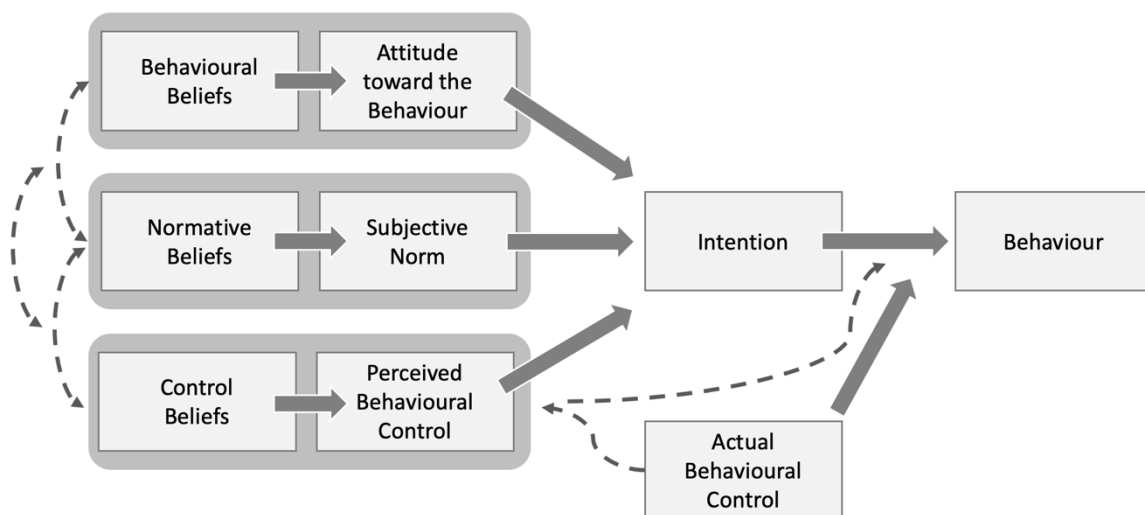 Behavioural
Beliefs
Attitude
toward the
Behaviour
Normative
Beliefs
Subjective
Norm
Intention
Behaviour
Control
Beliefs
Perceived
Behavioural
Control
Actual
Behavioural
Control